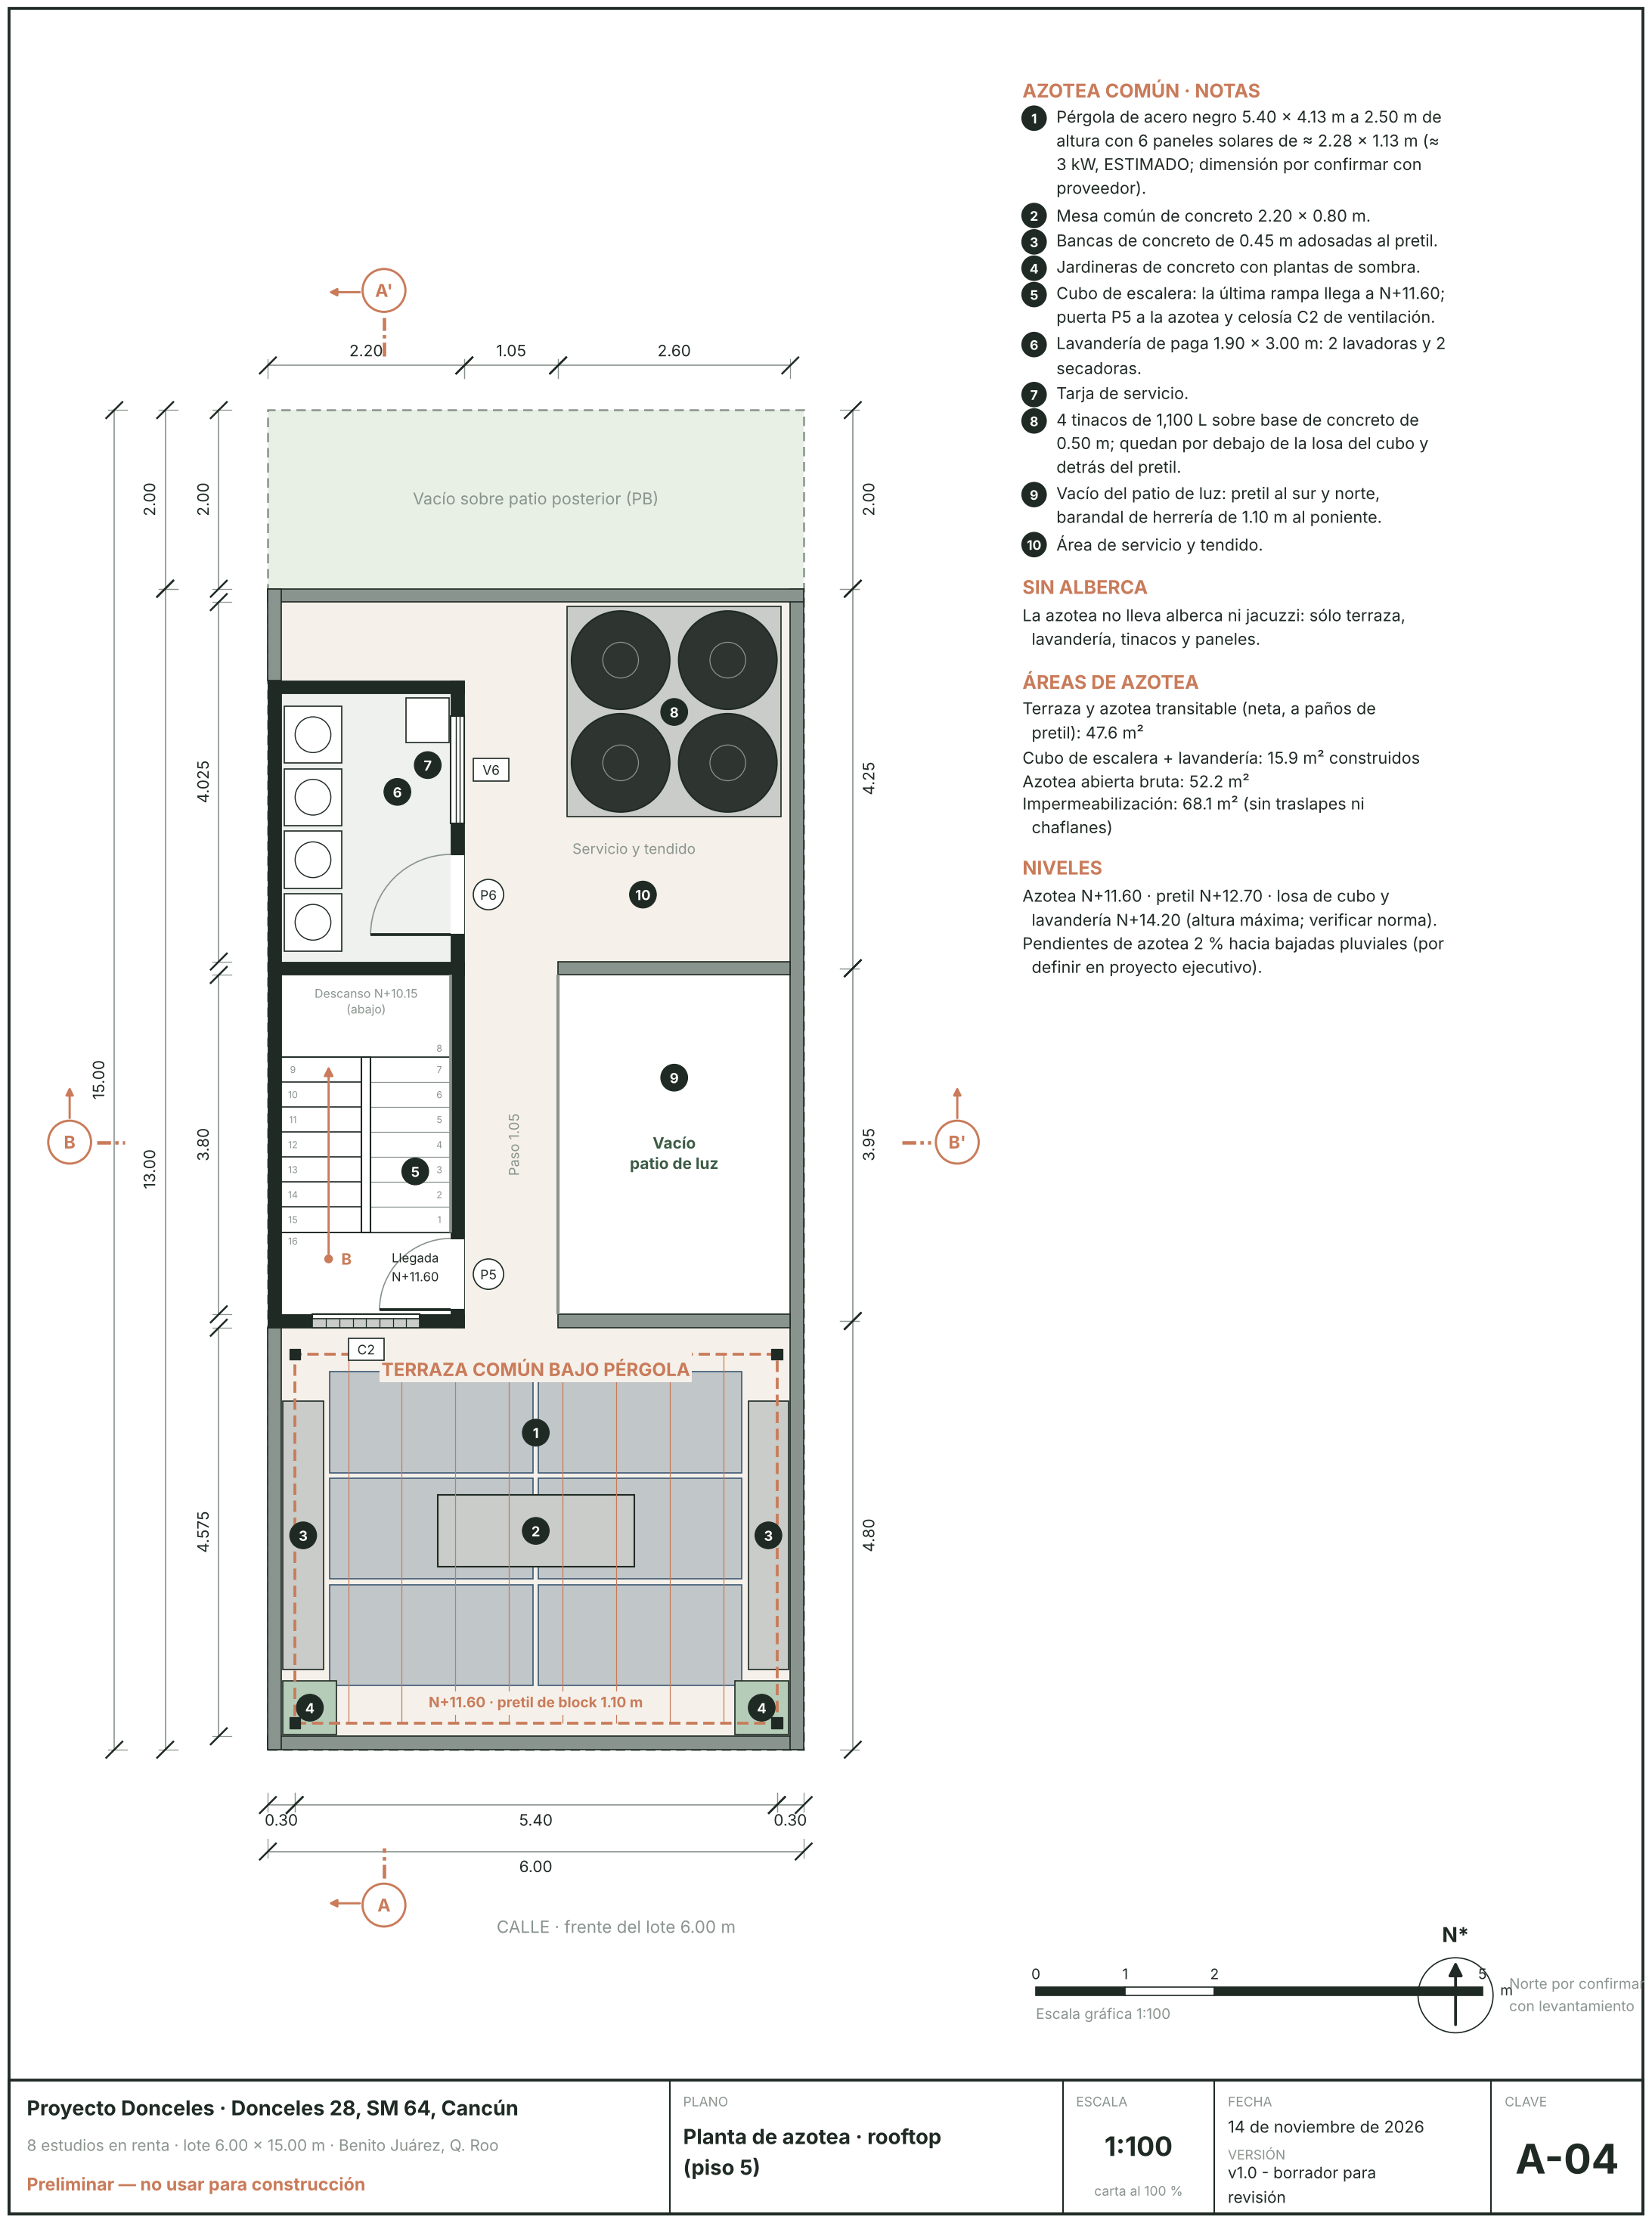 AZOTEA COMÚN · NOTAS
1 Pérgola de acero negro 5.40 × 4.13 m a 2.50 m de
altura con 6 paneles solares de ≈ 2.28 × 1.13 m (≈
3 kW, ESTIMADO; dimensión por confirmar con
proveedor).
2 Mesa común de concreto 2.20 × 0.80 m.
3 Bancas de concreto de 0.45 m adosadas al pretil.
4 Jardineras de concreto con plantas de sombra.
5 Cubo de escalera: la última rampa llega a N+11.60;
puerta P5 a la azotea y celosía C2 de ventilación.
6 Lavandería de paga 1.90 × 3.00 m: 2 lavadoras y 2
secadoras.
7 Tarja de servicio.
8 4 tinacos de 1,100 L sobre base de concreto de
0.50 m; quedan por debajo de la losa del cubo y
detrás del pretil.
9 Vacío del patio de luz: pretil al sur y norte,
barandal de herrería de 1.10 m al poniente.
10 Área de servicio y tendido.
SIN ALBERCA
La azotea no lleva alberca ni jacuzzi: sólo terraza,
lavandería, tinacos y paneles.
ÁREAS DE AZOTEA
Terraza y azotea transitable (neta, a paños de
pretil): 47.6 m²
Cubo de escalera + lavandería: 15.9 m² construidos
Azotea abierta bruta: 52.2 m²
Impermeabilización: 68.1 m² (sin traslapes ni
chaflanes)
NIVELES
Azotea N+11.60 · pretil N+12.70 · losa de cubo y
lavandería N+14.20 (altura máxima; verificar norma).
Pendientes de azotea 2 % hacia bajadas pluviales (por
definir en proyecto ejecutivo).
A'
2.20 1.05 2.60
2.00
2.00
2.00
Vacío sobre patio posterior (PB)
4.025
4.25
8
7
6
V6
Servicio y tendido
P6
10
Descanso N+10.15
(abajo)
8
9 7
10 6
11 5
12 4
13 3
14 2
15 1
16
5
B
Llegada
N+11.60
P5
Paso 1.05
9
Vacío
patio de luz
15.00
13.00
3.80
3.95
B
B'
C2
TERRAZA COMÚN BAJO PÉRGOLA
1
2
3
3
4.575
4.80
4
4
N+11.60 · pretil de block 1.10 m
0.30 5.40 0.30
6.00
A
CALLE · frente del lote 6.00 m
N*
0 1 2 5
m
Norte por confirmar
con levantamiento
Escala gráfica 1:100
Proyecto Donceles · Donceles 28, SM 64, Cancún
8 estudios en renta · lote 6.00 × 15.00 m · Benito Juárez, Q. Roo
Preliminar — no usar para construcción
PLANO
Planta de azotea · rooftop
(piso 5)
ESCALA
1:100
carta al 100 %
FECHA
14 de noviembre de 2026
VERSIÓN
v1.0 - borrador para
revisión
CLAVE
A-04